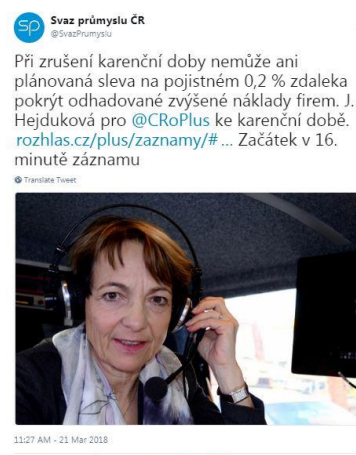 Svaz průmyslu ČR
@SvazPrumyslu
Při zrušení karenční doby nemůže ani
plánovaná sleva na pojistném 0,2 % zdaleka
pokrýt odhadované zvýšené náklady firem. J.
Hejduková pro @CRoPlus ke karenční době.
rozhlas.cz/plus/zaznamy/# ... Začátek v 16.
minutě záznamu
Translate Tweet
11:27 AM - 21 Mar 2018